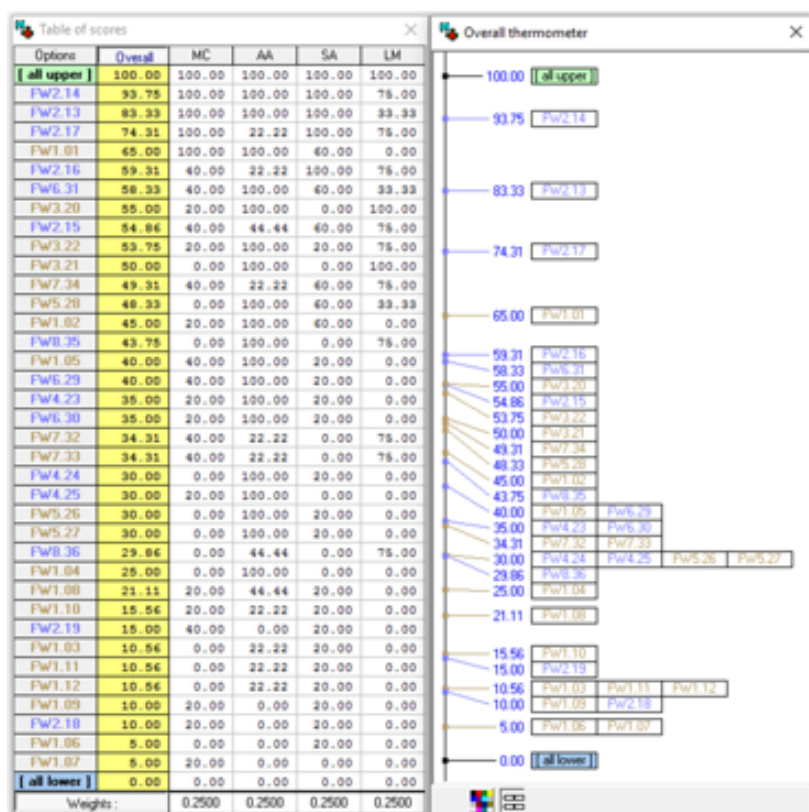 Table of scores
Options Overall MC AA SA LM
[ all upper ] 100.00 100.00 100.00 100.00 100.00
FW2.14 93.75 100.00 100.00 100.00 75.00
FW2.13 83.33 100.00 100.00 100.00 33.33
FW2.17 74.31 100.00 22.22 100.00 75.00
FW1.01 65.00 100.00 100.00 60.00 0.00
FW2.16 59.31 40.00 22.22 100.00 75.00
FW6.31 58.33 40.00 100.00 60.00 33.33
FW3.20 55.00 20.00 100.00 0.00 100.00
FW2.15 54.86 40.00 44.44 60.00 75.00
FW3.22 53.75 20.00 100.00 20.00 75.00
FW3.21 50.00 0.00 100.00 0.00 100.00
FW7.34 49.31 40.00 22.22 60.00 75.00
FW5.28 48.33 0.00 100.00 60.00 33.33
FW1.02 45.00 20.00 100.00 60.00 0.00
FW8.35 43.75 0.00 100.00 0.00 75.00
FW1.05 40.00 40.00 100.00 20.00 0.00
FW6.29 40.00 40.00 100.00 20.00 0.00
FW4.23 35.00 20.00 100.00 20.00 0.00
FW6.30 35.00 20.00 100.00 20.00 0.00
FW7.32 34.31 40.00 22.22 0.00 75.00
FW7.33 34.31 40.00 22.22 0.00 75.00
FW4.24 30.00 0.00 100.00 20.00 0.00
FW4.25 30.00 20.00 100.00 0.00 0.00
FW5.26 30.00 0.00 100.00 20.00 0.00
FW5.27 30.00 0.00 100.00 20.00 0.00
FW8.36 29.86 0.00 44.44 0.00 75.00
FW1.04 25.00 0.00 100.00 0.00 0.00
FW1.08 21.11 20.00 44.44 20.00 0.00
FW1.10 15.56 20.00 22.22 20.00 0.00
FW2.19 15.00 40.00 0.00 20.00 0.00
FW1.03 10.56 0.00 22.22 20.00 0.00
FW1.11 10.56 0.00 22.22 20.00 0.00
FW1.12 10.56 0.00 22.22 20.00 0.00
FW1.09 10.00 20.00 0.00 20.00 0.00
FW2.18 10.00 20.00 0.00 20.00 0.00
FW1.06 5.00 0.00 0.00 20.00 0.00
FW1.07 5.00 20.00 0.00 0.00 0.00
[ all lower ] 0.00 0.00 0.00 0.00 0.00
Weights : 0.2500 0.2500 0.2500 0.2500
Overall thermometer
100.00 [ all upper ]
93.75 FW2.14
83.33 FW2.13
74.31 FW2.17
65.00 FW1.01
59.31 FW2.16
58.33 FW6.31
55.00 FW3.20
54.86 FW2.15
53.75 FW3.22
50.00 FW3.21
49.31 FW7.34
48.33 FW5.28
45.00 FW1.02
43.75 FW8.35
40.00 FW1.05 FW6.29
35.00 FW4.23 FW6.30
34.31 FW7.32 FW7.33
30.00 FW4.24 FW4.25 FW5.26 FW5.27
29.86 FW8.36
25.00 FW1.04
21.11 FW1.08
15.56 FW1.10
15.00 FW2.19
10.56 FW1.03 FW1.11 FW1.12
10.00 FW1.09 FW2.18
5.00 FW1.06 FW1.07
0.00 [ all lower ]